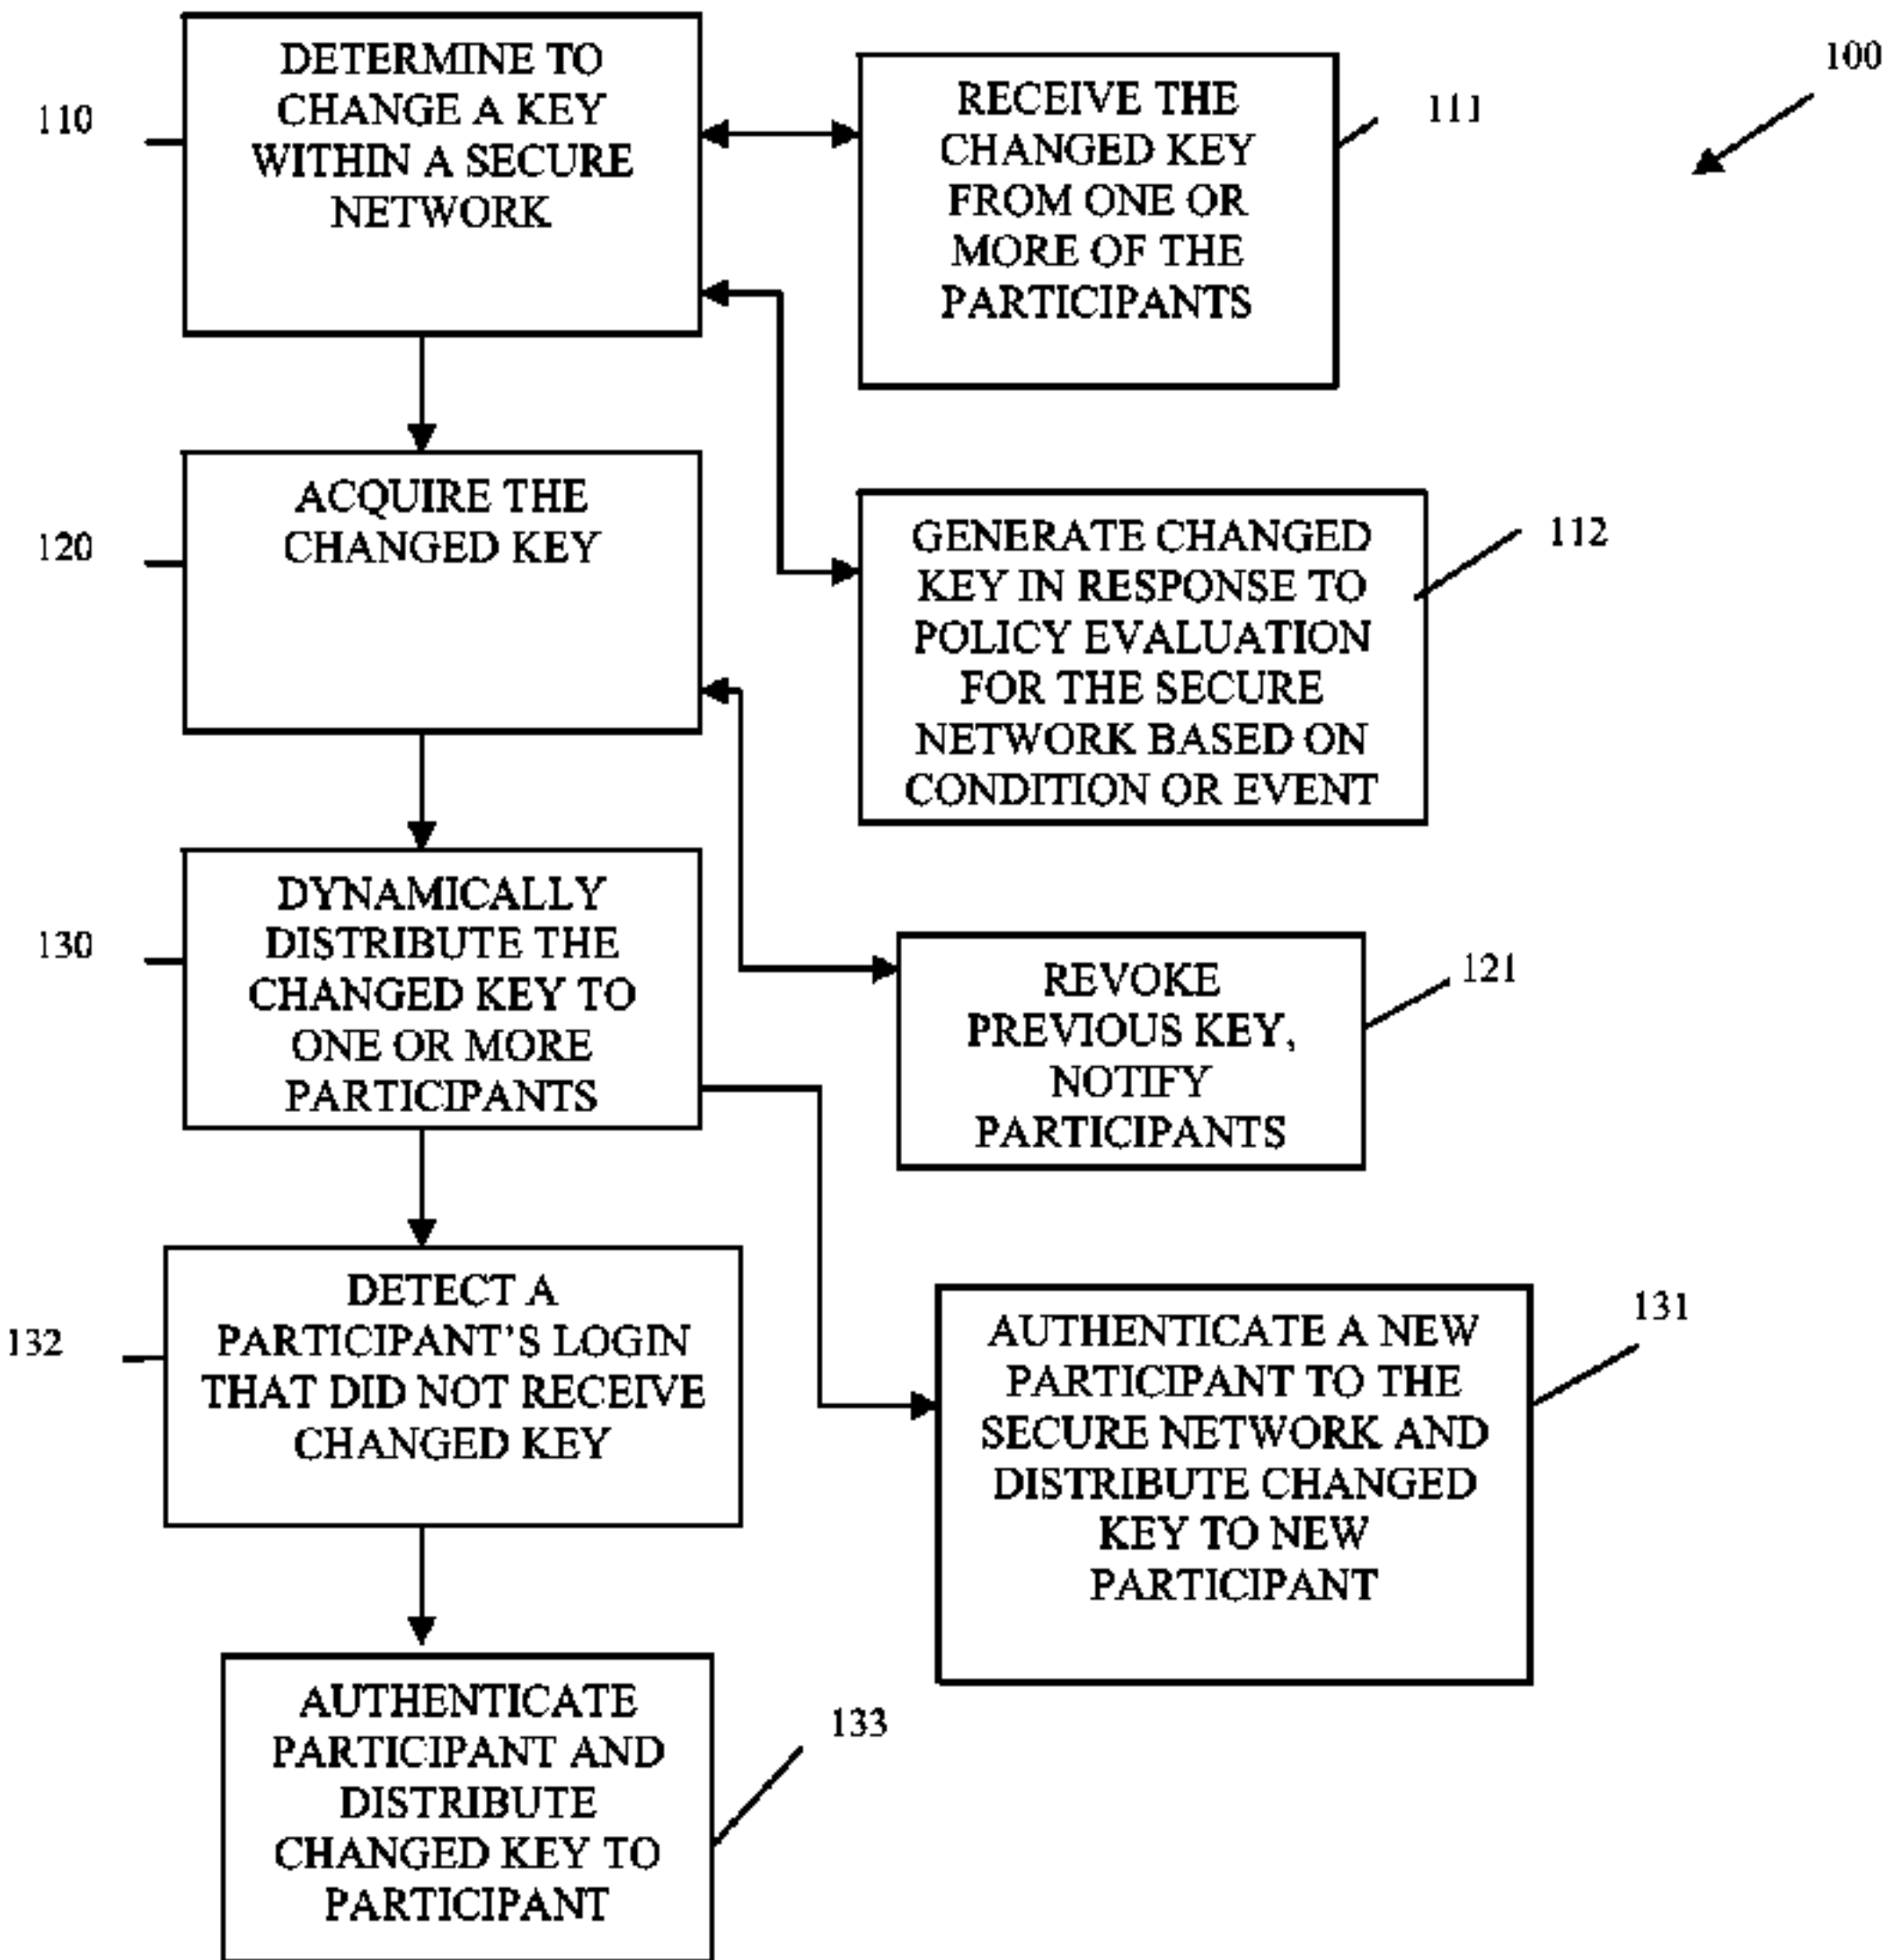 100
110
DETERMINE TO
CHANGE A KEY
WITHIN A SECURE
NETWORK
RECEIVE THE
CHANGED KEY
FROM ONE OR
MORE OF THE
PARTICIPANTS
111
120
ACQUIRE THE
CHANGED KEY
GENERATE CHANGED
KEY IN RESPONSE TO
POLICY EVALUATION
FOR THE SECURE
NETWORK BASED ON
CONDITION OR EVENT
112
130
DYNAMICALLY
DISTRIBUTE THE
CHANGED KEY TO
ONE OR MORE
PARTICIPANTS
REVOKE
PREVIOUS KEY,
NOTIFY
PARTICIPANTS
121
132
DETECT A
PARTICIPANT'S LOGIN
THAT DID NOT RECEIVE
CHANGED KEY
AUTHENTICATE A NEW
PARTICIPANT TO THE
SECURE NETWORK AND
DISTRIBUTE CHANGED
KEY TO NEW
PARTICIPANT
131
AUTHENTICATE
PARTICIPANT AND
DISTRIBUTE
CHANGED KEY TO
PARTICIPANT
133